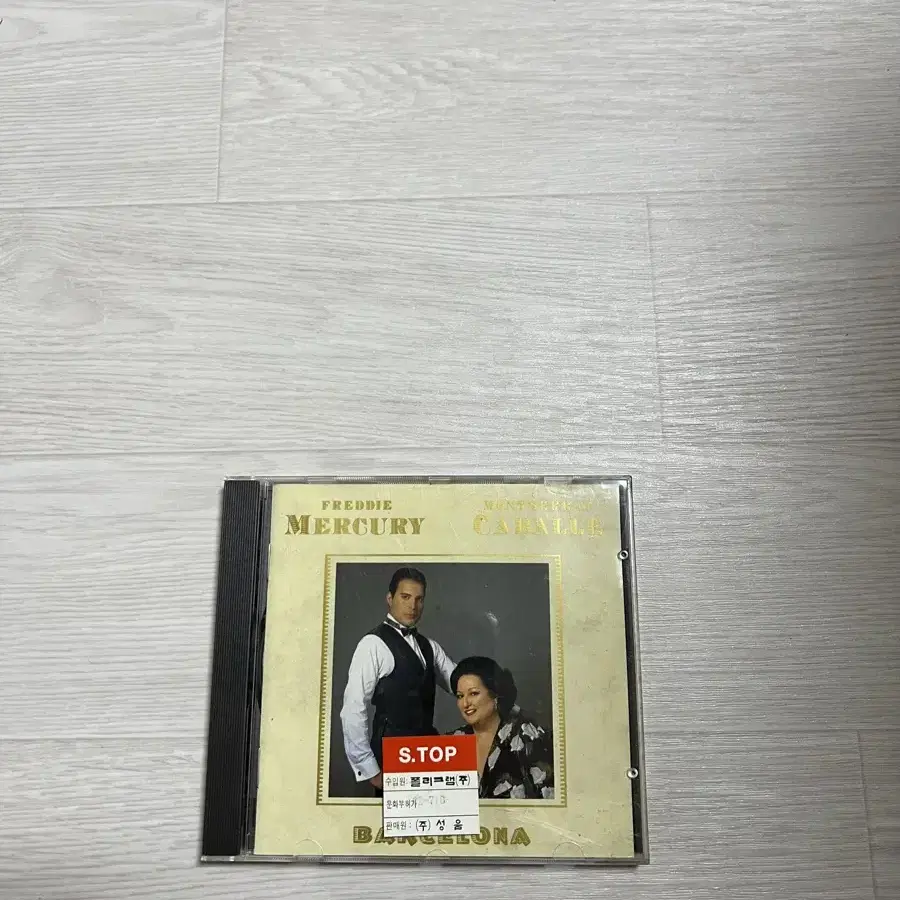 FREDDIE
MERCURY
CABALLE
S.TOP
수입원: 폴리그램(주)
문화부허가
판매원 : (주) 성음
BARCELONA